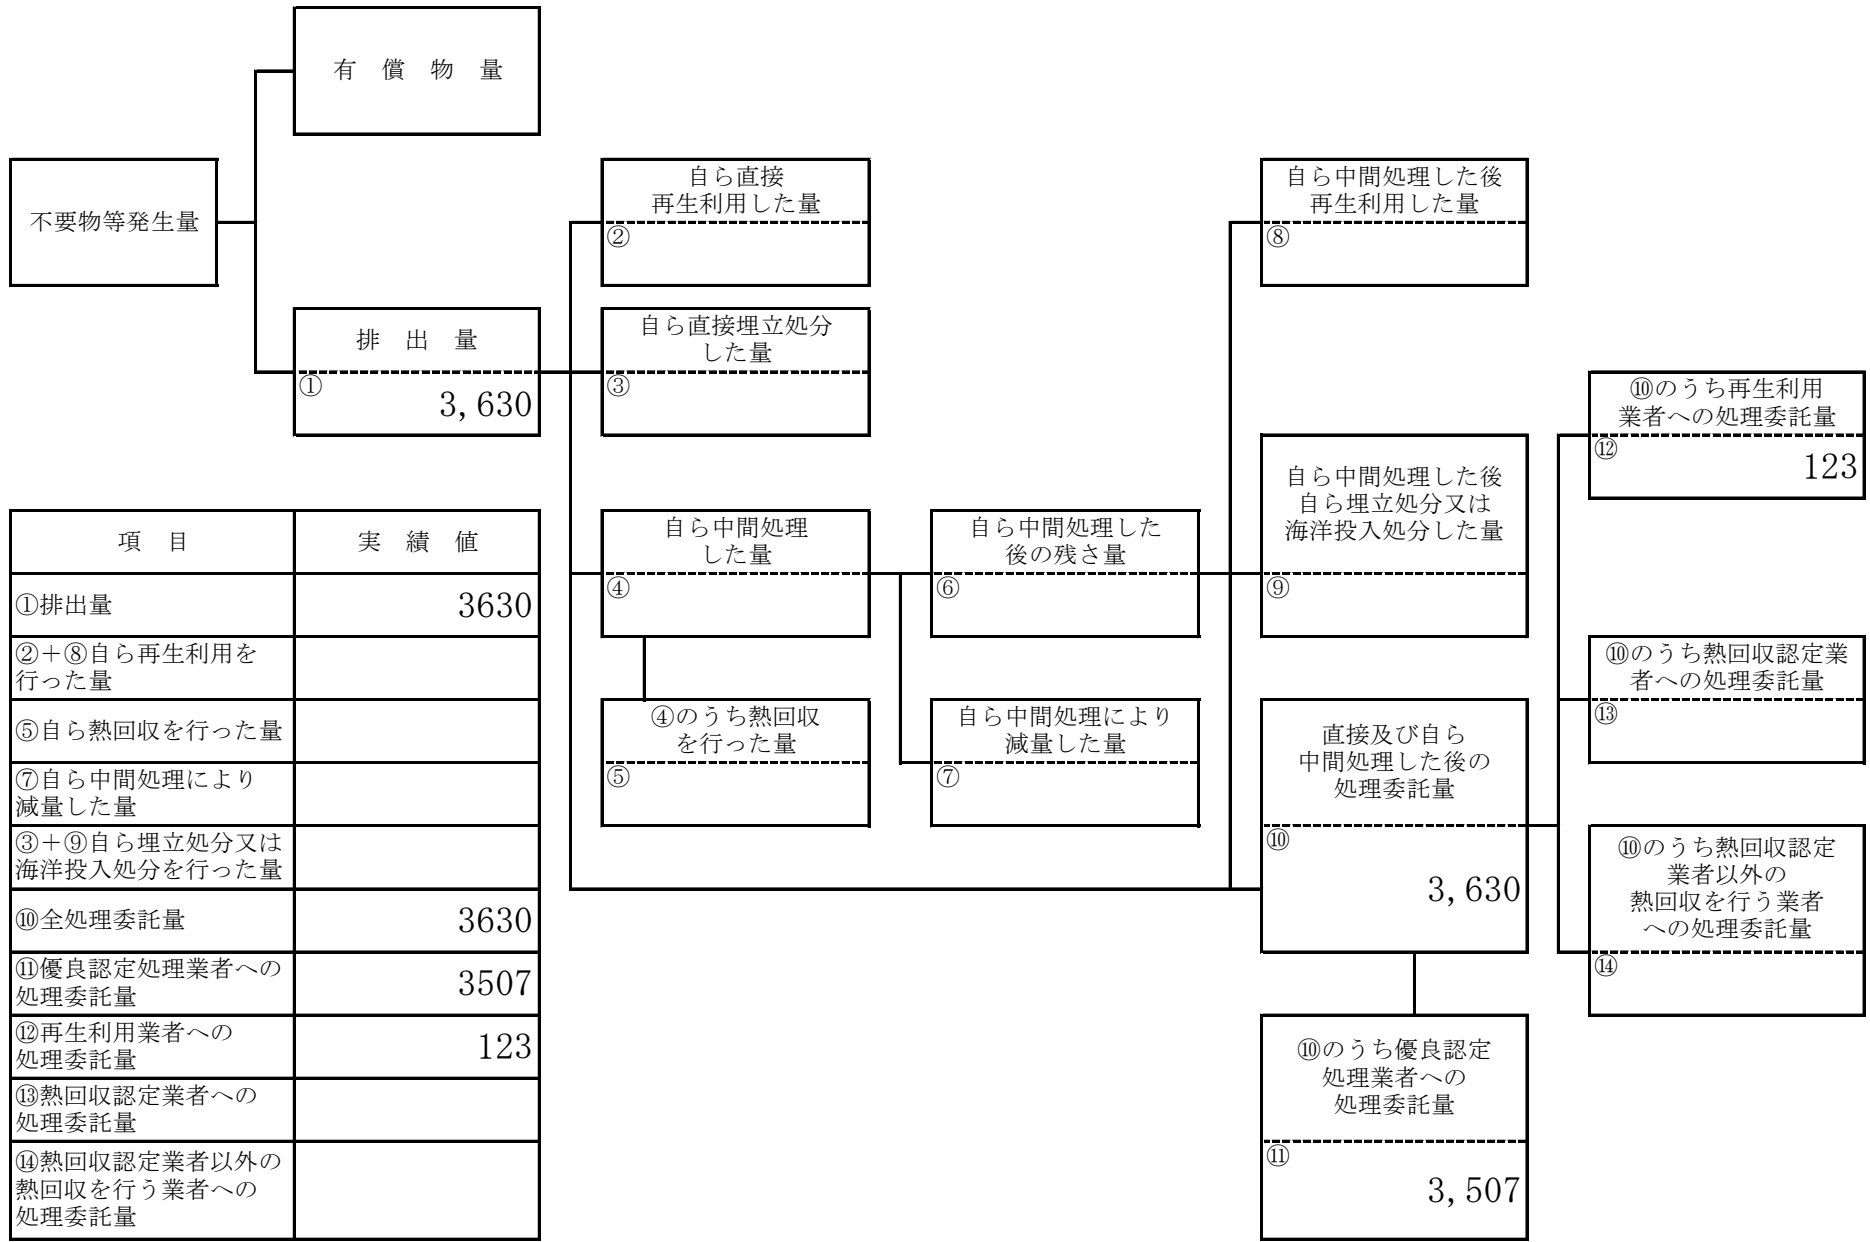 有 償 物 量
不要物等発生量
排 出 量
①
3,630
自ら直接
再生利用した量
②
自ら直接埋立処分
した量
③
自ら中間処理
した量
④
④のうち熱回収
を行った量
⑤
自ら中間処理した
後の残さ量
⑥
自ら中間処理により
減量した量
⑦
自ら中間処理した後
再生利用した量
⑧
自ら中間処理した後
自ら埋立処分又は
海洋投入処分した量
⑨
直接及び自ら
中間処理した後の
処理委託量
⑩
3,630
⑩のうち優良認定
処理業者への
処理委託量
⑪
3,507
⑩のうち再生利用
業者への処理委託量
⑫
123
⑩のうち熱回収認定業
者への処理委託量
⑬
⑩のうち熱回収認定
業者以外の
熱回収を行う業者
への処理委託量
⑭
項 目 実 績 値
①排出量 3630
②＋⑧自ら再生利用を
行った量
⑤自ら熱回収を行った量
⑦自ら中間処理により
減量した量
③＋⑨自ら埋立処分又は
海洋投入処分を行った量
⑩全処理委託量 3630
⑪優良認定処理業者への
処理委託量 3507
⑫再生利用業者への
処理委託量 123
⑬熱回収認定業者への
処理委託量
⑭熱回収認定業者以外の
熱回収を行う業者への
処理委託量